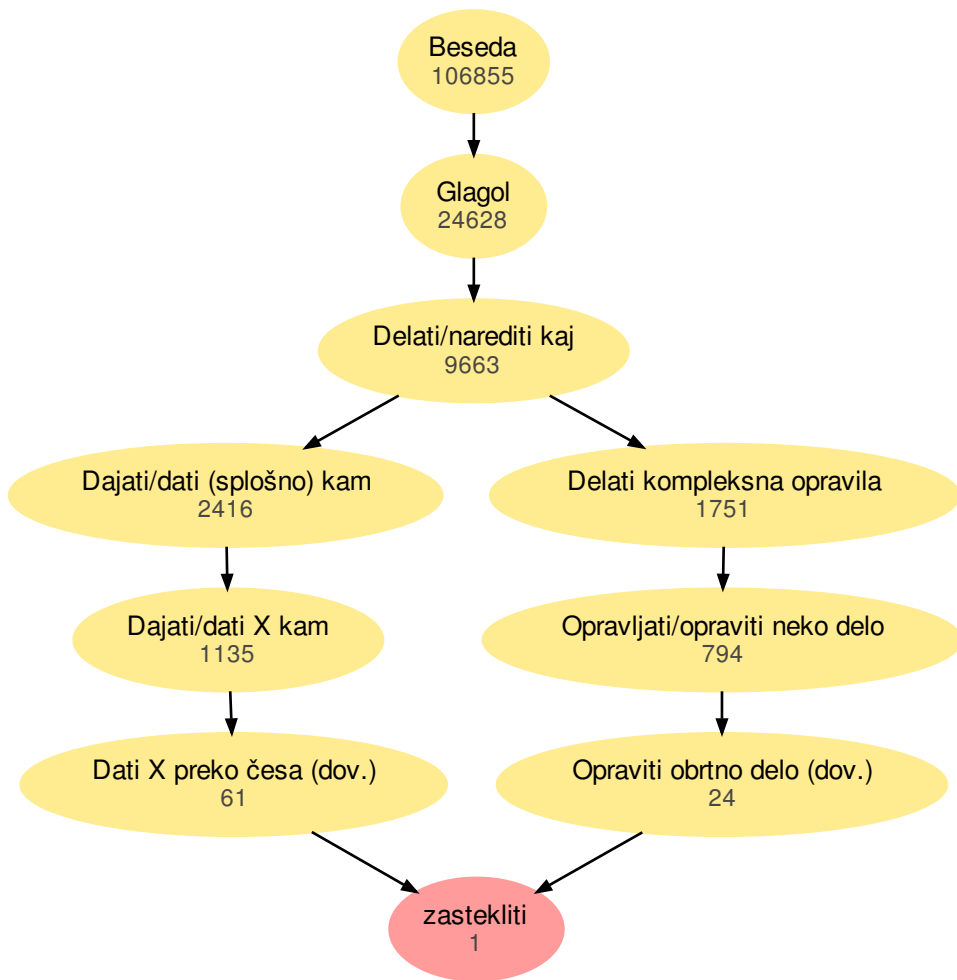 Beseda
106855
Glagol
24628
Delati/narediti kaj
9663
Dajati/dati (splošno) kam
2416
Delati kompleksna opravila
1751
Dajati/dati X kam
1135
Opravljati/opraviti neko delo
794
Dati X preko česa (dov.)
61
Opraviti obrtno delo (dov.)
24
zastekliti
1